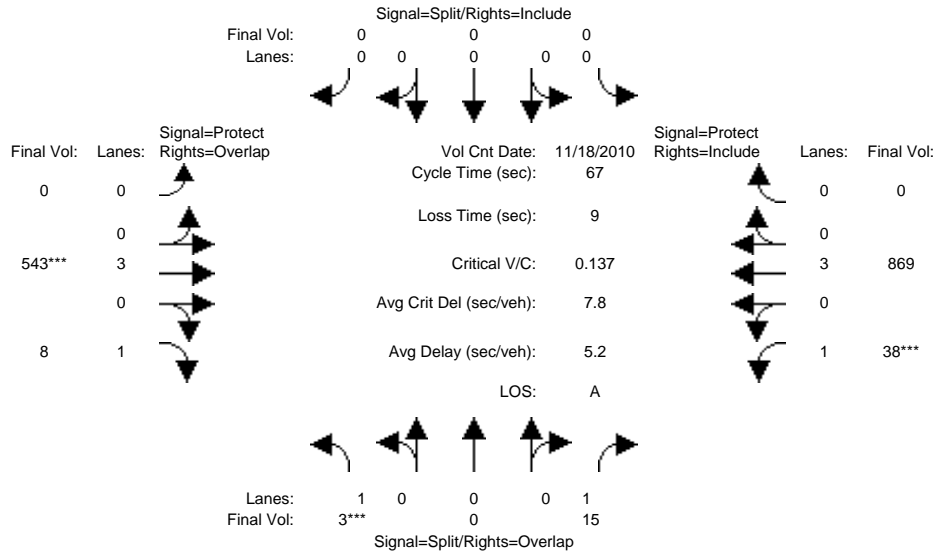 Signal=Split/Rights=Include
Final Vol: 0 0 0
Lanes: 0 0 0 0 0
Signal=Protect Signal=Protect
Final Vol: Lanes: Rights=Overlap Vol Cnt Date: 11/18/2010 Rights=Include Lanes: Final Vol:
Cycle Time (sec): 67
0 0 0 0
Loss Time (sec): 9
0 0
543*** 3 Critical V/C: 0.137 3 869
0 Avg Crit Del (sec/veh): 7.8 0
8 1 Avg Delay (sec/veh): 5.2 1 38***
LOS: A
Lanes: 1 0 0 0 1
Final Vol: 3*** 0 15
Signal=Split/Rights=Overlap